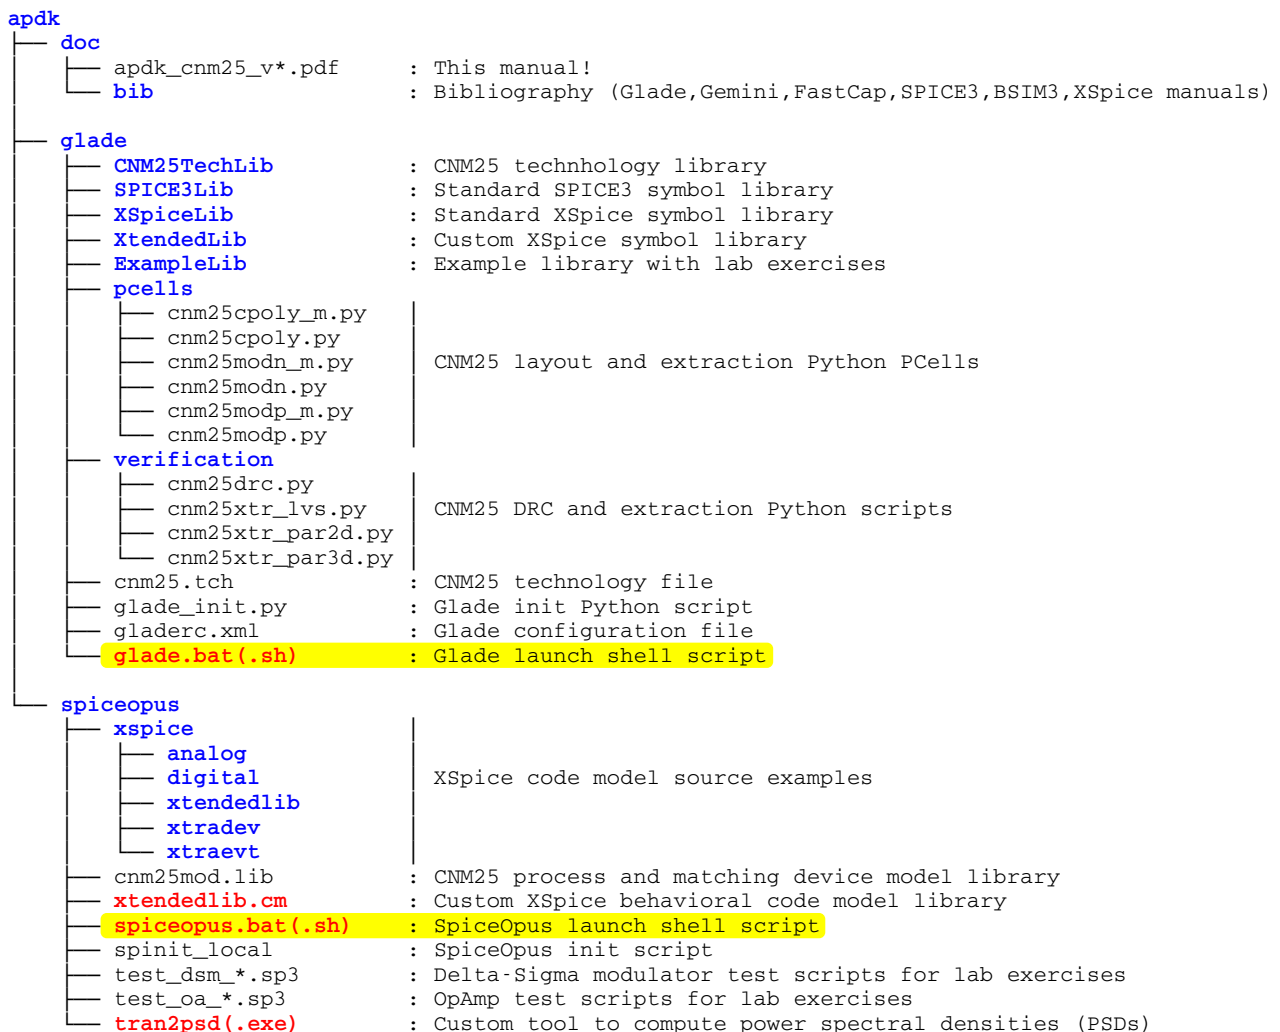 apdk
doc
apdk_cnm25_v*.pdf : This manual!
bib : Bibliography (Glade,Gemini,FastCap,SPICE3,BSIM3,XSpice manuals)
glade
CNM25TechLib : CNM25 technhology library
SPICE3Lib : Standard SPICE3 symbol library
XSpiceLib : Standard XSpice symbol library
XtendedLib : Custom XSpice symbol library
ExampleLib : Example library with lab exercises
pcells
cnm25cpoly_m.py
cnm25cpoly.py
cnm25modn_m.py CNM25 layout and extraction Python PCells
cnm25modn.py
cnm25modp_m.py
cnm25modp.py
verification
cnm25drc.py
cnm25xtr_lvs.py CNM25 DRC and extraction Python scripts
cnm25xtr_par2d.py
cnm25xtr_par3d.py
cnm25.tch : CNM25 technology file
glade_init.py : Glade init Python script
gladerc.xml : Glade configuration file
glade.bat(.sh) : Glade launch shell script
spiceopus
xspice
analog
digital XSpice code model source examples
xtendedlib
xtradev
xtraevt
cnm25mod.lib : CNM25 process and matching device model library
xtendedlib.cm : Custom XSpice behavioral code model library
spiceopus.bat(.sh) : SpiceOpus launch shell script
spinit_local : SpiceOpus init script
test_dsm_*.sp3 : Delta-Sigma modulator test scripts for lab exercises
test_oa_*.sp3 : OpAmp test scripts for lab exercises
tran2psd(.exe) : Custom tool to compute power spectral densities (PSDs)